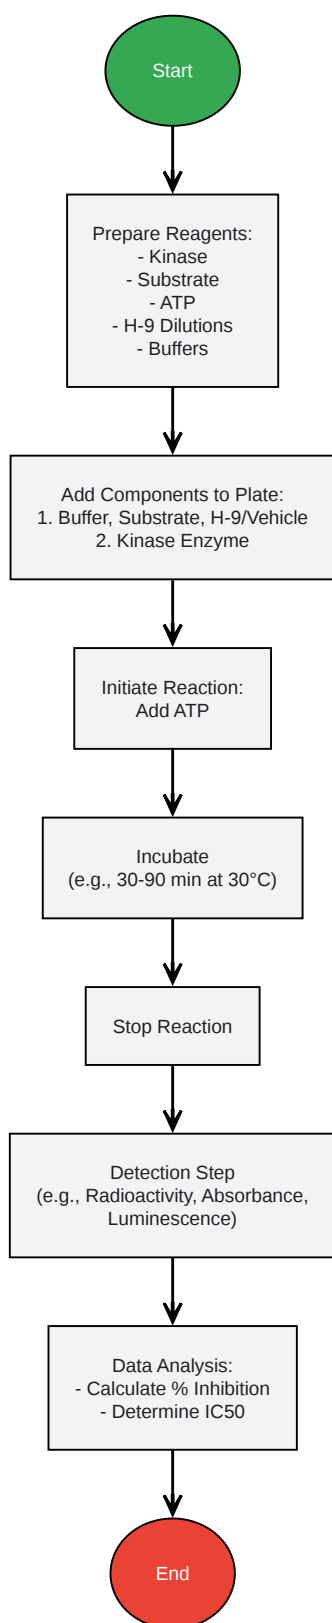 Start
Prepare Reagents:
- Kinase
- Substrate
- ATP
- H-9 Dilutions
- Buffers
Add Components to Plate:
1. Buffer, Substrate, H-9/Vehicle
2. Kinase Enzyme
Initiate Reaction:
Add ATP
Incubate
(e.g., 30-90 min at 30°C)
Stop Reaction
Detection Step
(e.g., Radioactivity, Absorbance,
Luminescence)
Data Analysis:
- Calculate % Inhibition
- Determine IC50
End